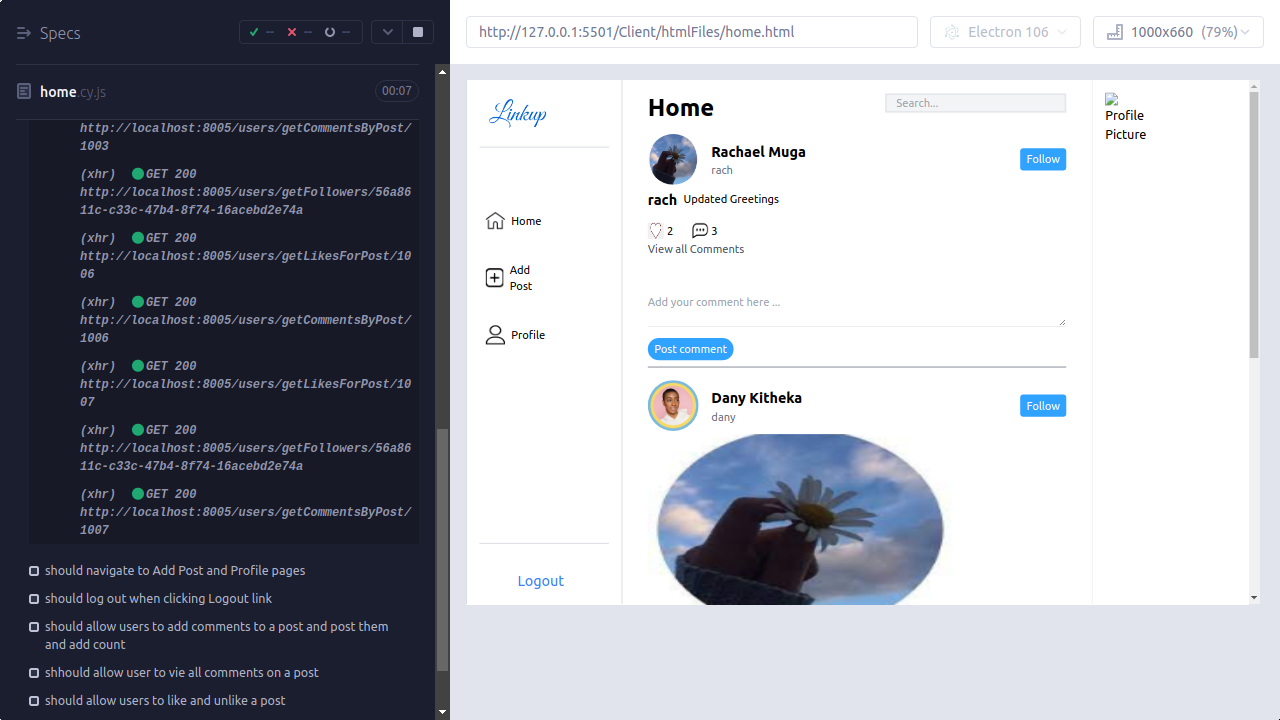 Specs
-- -- --
home.cy.js
00:07
http://localhost:8005/users/getCommentsByPost/
1003
(xhr) GET 200
http://localhost:8005/users/getFollowers/56a86
11c-c33c-47b4-8f74-16acebd2e74a
(xhr) GET 200
http://localhost:8005/users/getLikesForPost/10
06
(xhr) GET 200
http://localhost:8005/users/getCommentsByPost/
1006
(xhr) GET 200
http://localhost:8005/users/getLikesForPost/10
07
(xhr) GET 200
http://localhost:8005/users/getFollowers/56a86
11c-c33c-47b4-8f74-16acebd2e74a
(xhr) GET 200
http://localhost:8005/users/getCommentsByPost/
1007
should navigate to Add Post and Profile pages
should log out when clicking Logout link
should allow users to add comments to a post and post them
and add count
shhould allow user to vie all comments on a post
should allow users to like and unlike a post
http://127.0.0.1:5501/Client/htmlFiles/home.html
Electron 106
1000x660 (79%)
Linkup
Home
Add
Post
Profile
Logout
Home
Search...
Rachael Muga
rach
Follow
rach Updated Greetings
2 3
View all Comments
Add your comment here ...
Post comment
Dany Kitheka
dany
Follow
Profile
Picture